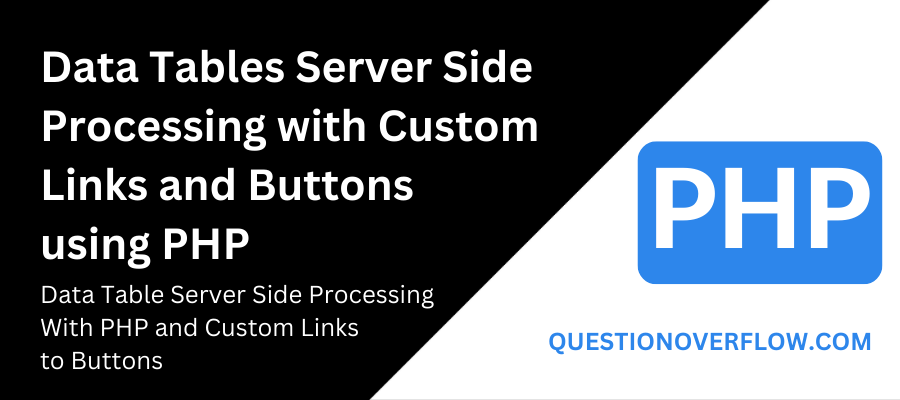 Data Tables Server Side
Processing with Custom
Links and Buttons
using PHP
Data Table Server Side Processing
With PHP and Custom Links
to Buttons
PHP
QUESTIONOVERFLOW.COM